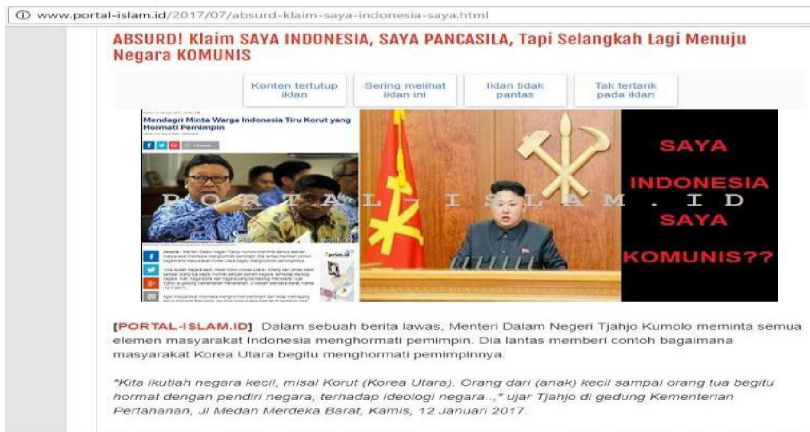 www.portal-islam.id/2017/07/absurd-klaim-saya-indonesia-saya.html
ABSURD! Klaim SAYA INDONESIA, SAYA PANCASILA, Tapi Selangkah Lagi Menuju
Negara KOMUNIS
Konten tertutup
iklan
Sering melihat
iklan ini
Iklan tidak
pantas
Tak tertarik
pada iklan
Mendagri Minta Warga Indonesia Tiru Korut yang
Hormati Pemimpin
PORTAL-ISLAM.ID
SAYA
INDONESIA
SAYA
KOMUNIS??
[PORTAL-ISLAM.ID] Dalam sebuah berita lawas, Menteri Dalam Negeri Tjahjo Kumolo meminta semua
elemen masyarakat Indonesia menghormati pemimpin. Dia lantas memberi contoh bagaimana
masyarakat Korea Utara begitu menghormati pemimpinnya.
"Kita ikutlah negara kecil, misal Korut (Korea Utara). Orang dari (anak) kecil sampai orang tua begitu
hormat dengan pendiri negara, terhadap ideologi negara..," ujar Tjahjo di gedung Kementerian
Pertahanan, Jl Medan Merdeka Barat, Kamis, 12 Januari 2017.